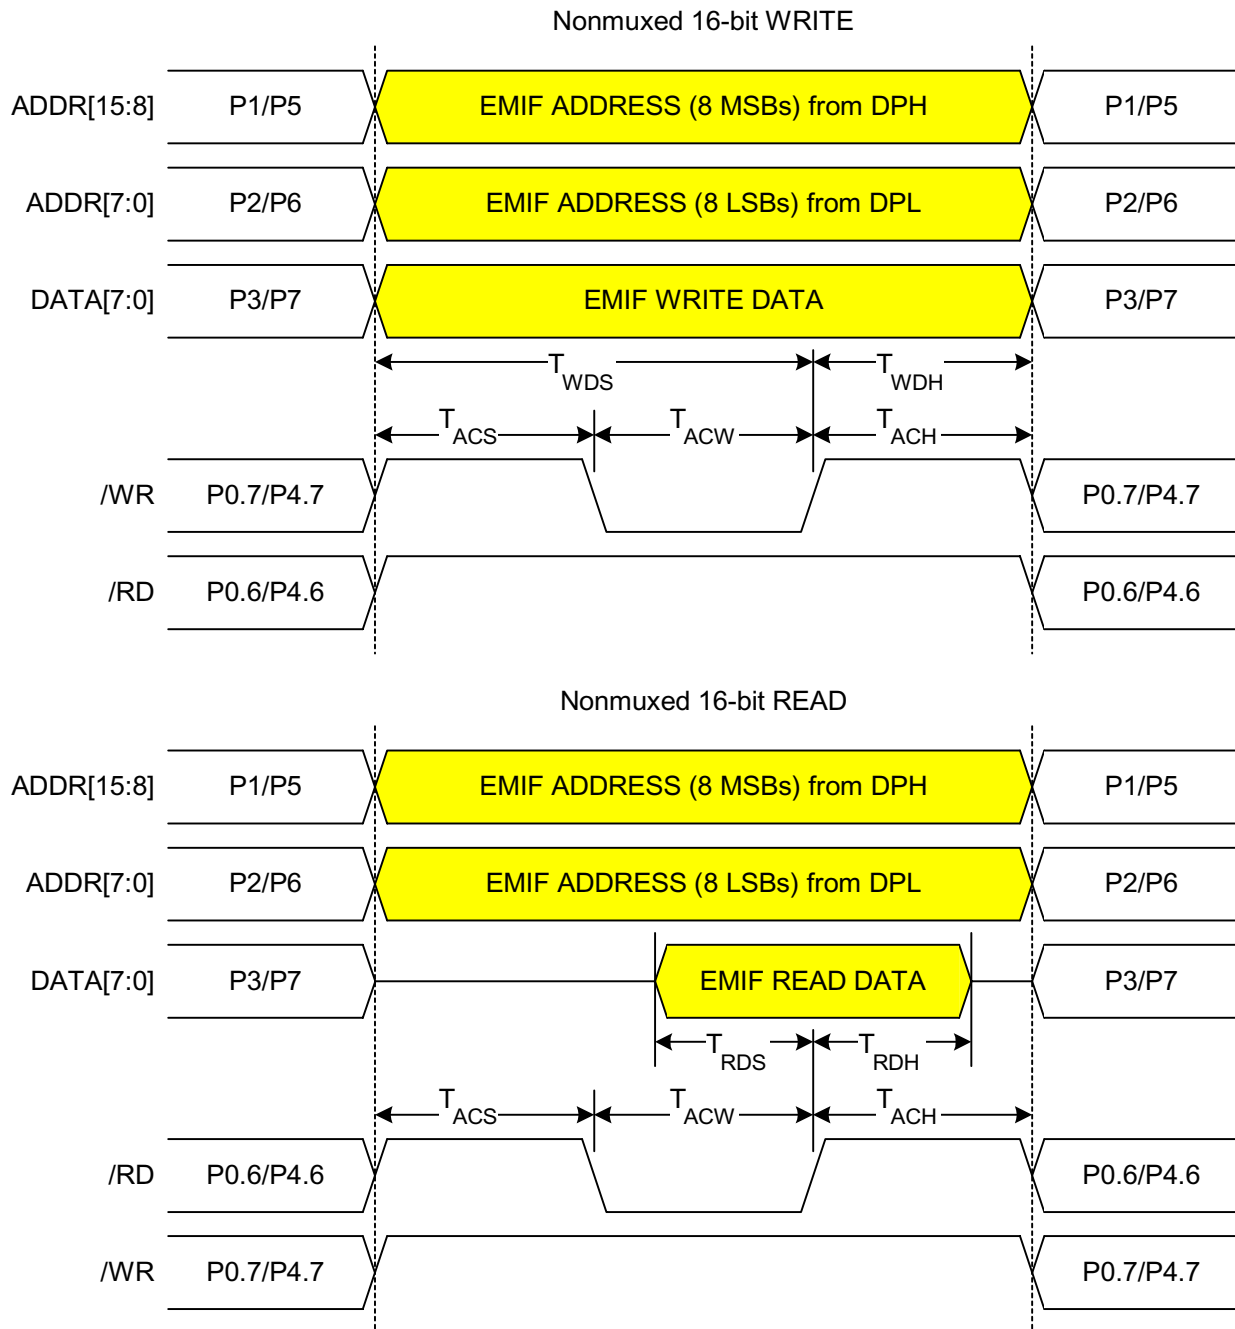 Nonmuxed 16-bit WRITE
ADDR[15:8] P1/P5 EMIF ADDRESS (8 MSBs) from DPH P1/P5
ADDR[7:0] P2/P6 EMIF ADDRESS (8 LSBs) from DPL P2/P6
DATA[7:0] P3/P7 EMIF WRITE DATA P3/P7
TWDS TWDH
TACS TACW TACH
/WR P0.7/P4.7 P0.7/P4.7
/RD P0.6/P4.6 P0.6/P4.6
Nonmuxed 16-bit READ
ADDR[15:8] P1/P5 EMIF ADDRESS (8 MSBs) from DPH P1/P5
ADDR[7:0] P2/P6 EMIF ADDRESS (8 LSBs) from DPL P2/P6
DATA[7:0] P3/P7 EMIF READ DATA P3/P7
TRDS TRDH
TACS TACW TACH
/RD P0.6/P4.6 P0.6/P4.6
/WR P0.7/P4.7 P0.7/P4.7